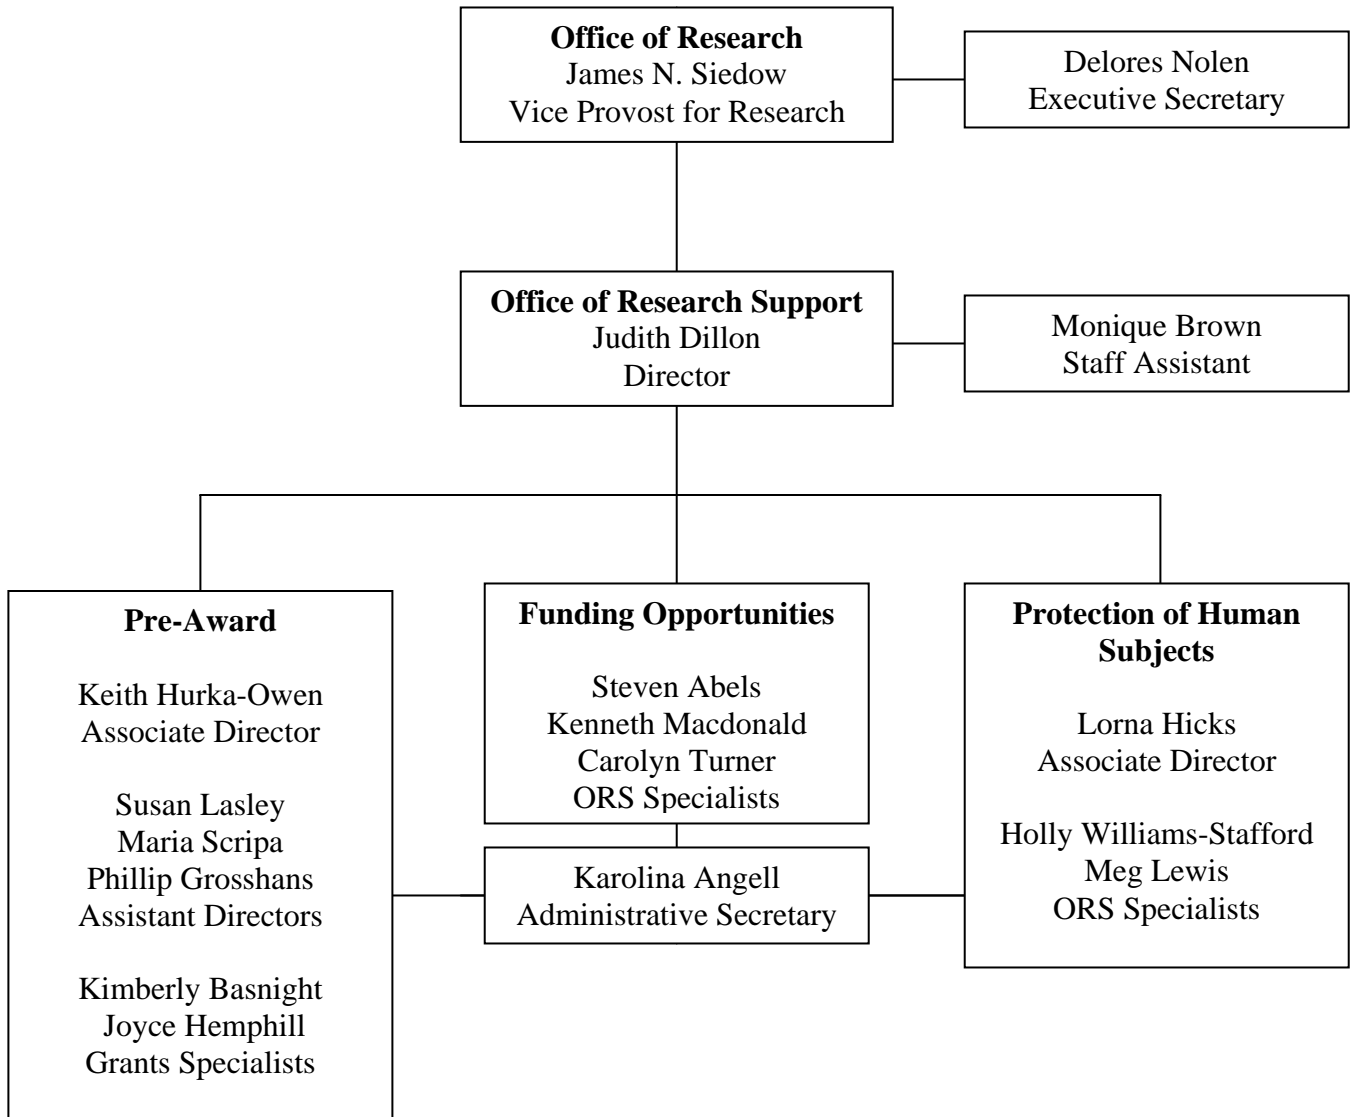 Office of Research
James N. Siedow
Vice Provost for Research
Delores Nolen
Executive Secretary
Office of Research Support
Judith Dillon
Director
Monique Brown
Staff Assistant
Pre-Award
Keith Hurka-Owen
Associate Director
Susan Lasley
Maria Scripa
Phillip Grosshans
Assistant Directors
Kimberly Basnight
Joyce Hemphill
Grants Specialists
Funding Opportunities
Steven Abels
Kenneth Macdonald
Carolyn Turner
ORS Specialists
Karolina Angell
Administrative Secretary
Protection of Human
Subjects
Lorna Hicks
Associate Director
Holly Williams-Stafford
Meg Lewis
ORS Specialists